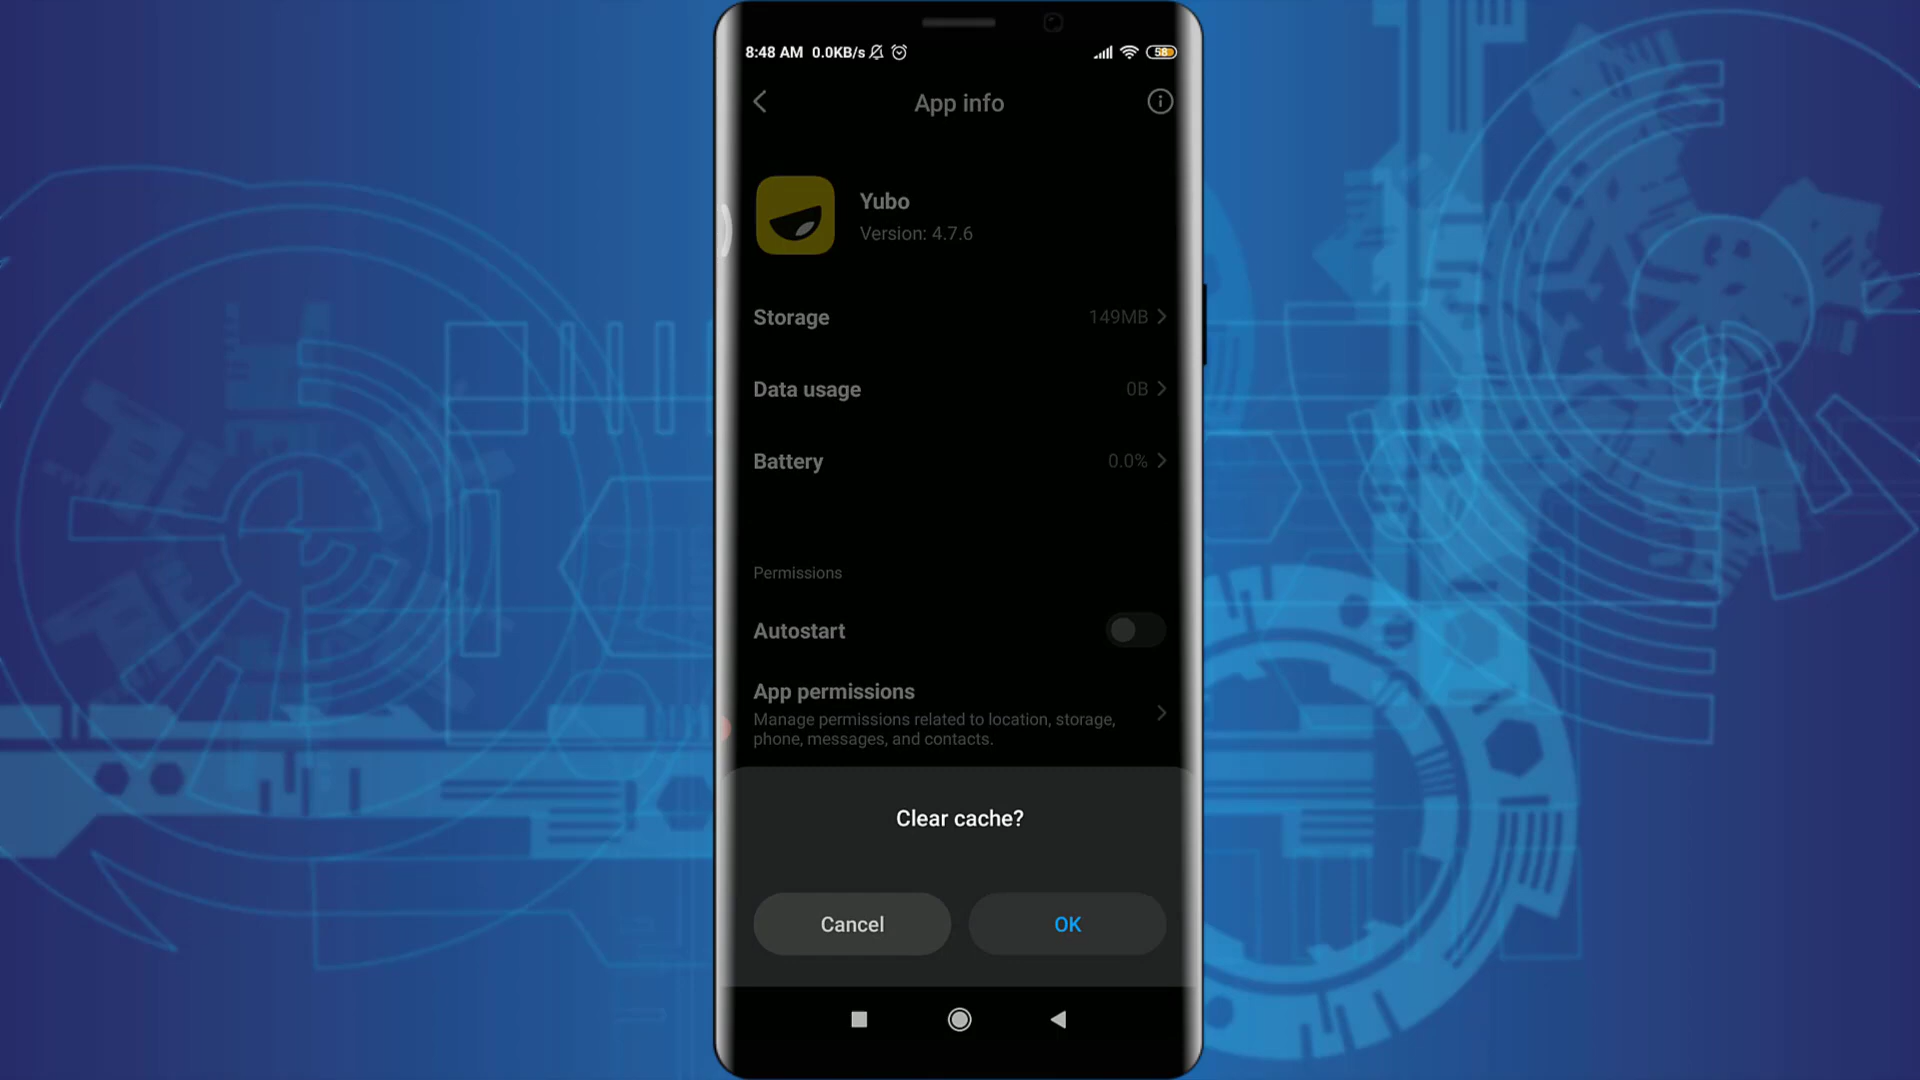 8:48 AM 0.0KB/s 58
App info
Yubo
Version: 4.7.6
Storage 149MB
Data usage 0B
Battery 0.0%
Permissions
Autostart
App permissions
Manage permissions related to location, storage,
phone, messages, and contacts.
Clear cache?
Cancel OK